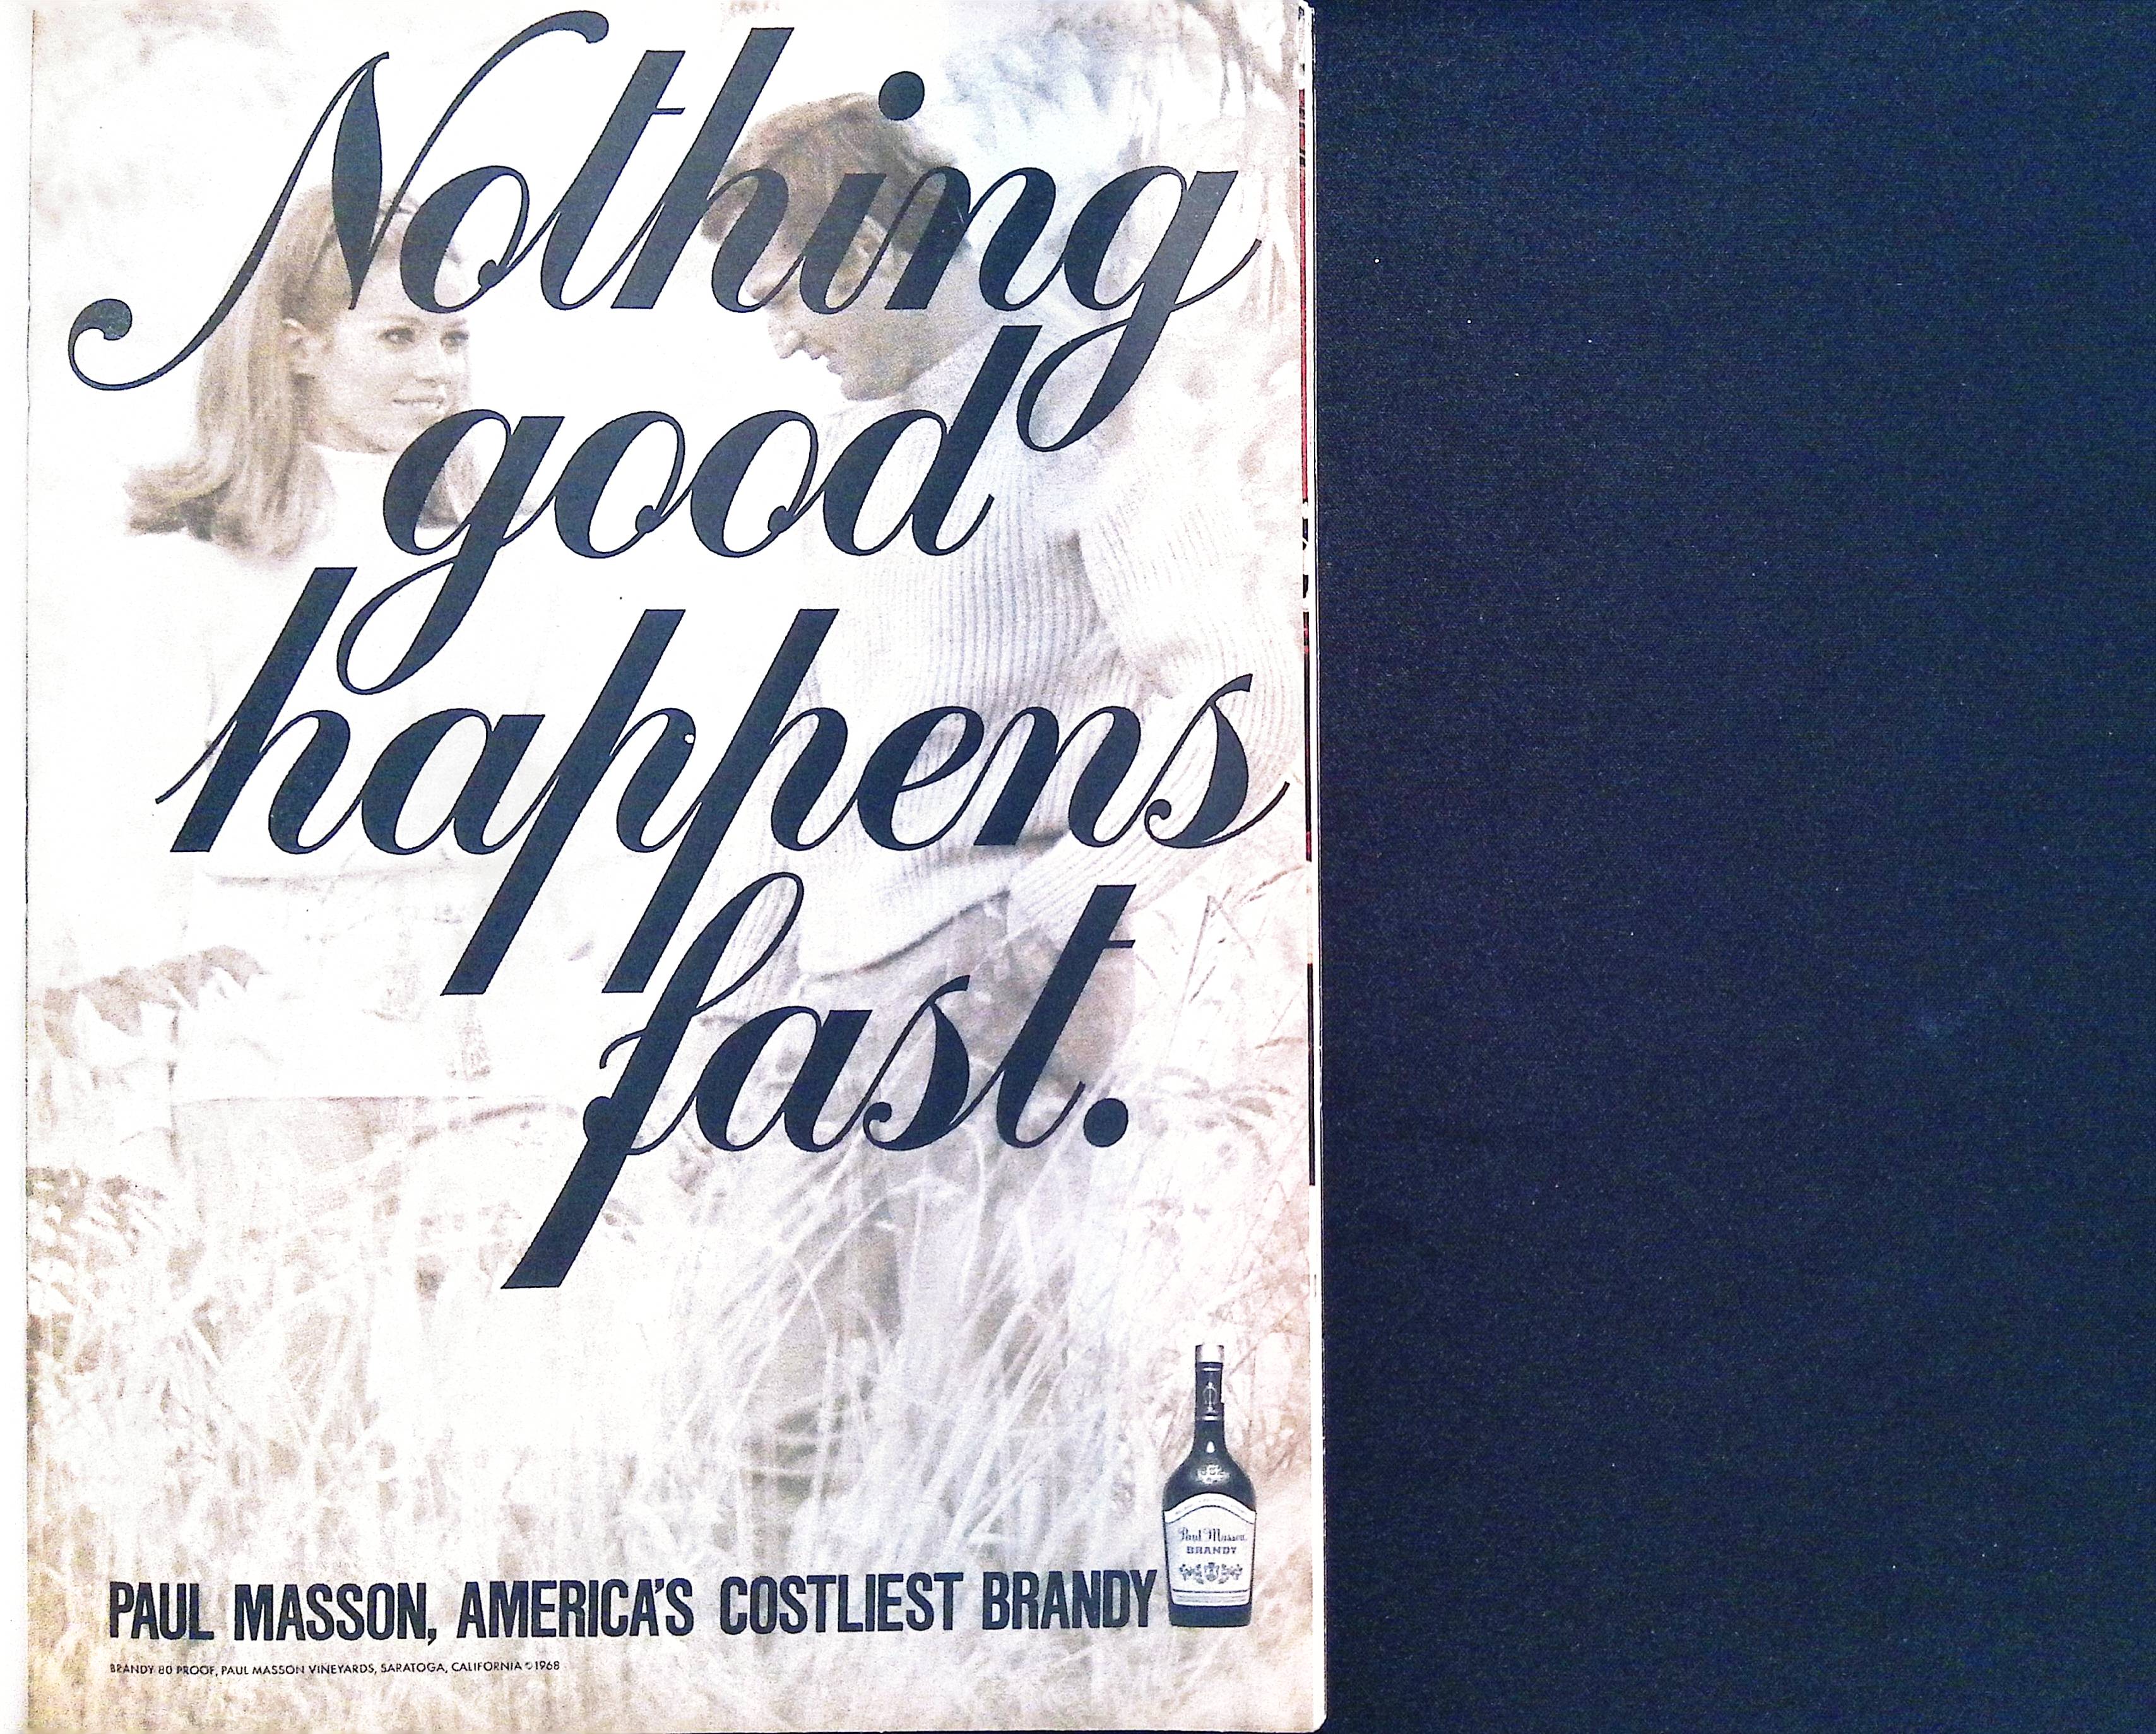 Nothing
good
happens
fast.
Paul Masson
BRANDY
PAUL MASSON, AMERICA'S COSTLIEST BRANDY
BRANDY 80 PROOF, PAUL MASSON VINEYARDS, SARATOGA, CALIFORNIA © 1968